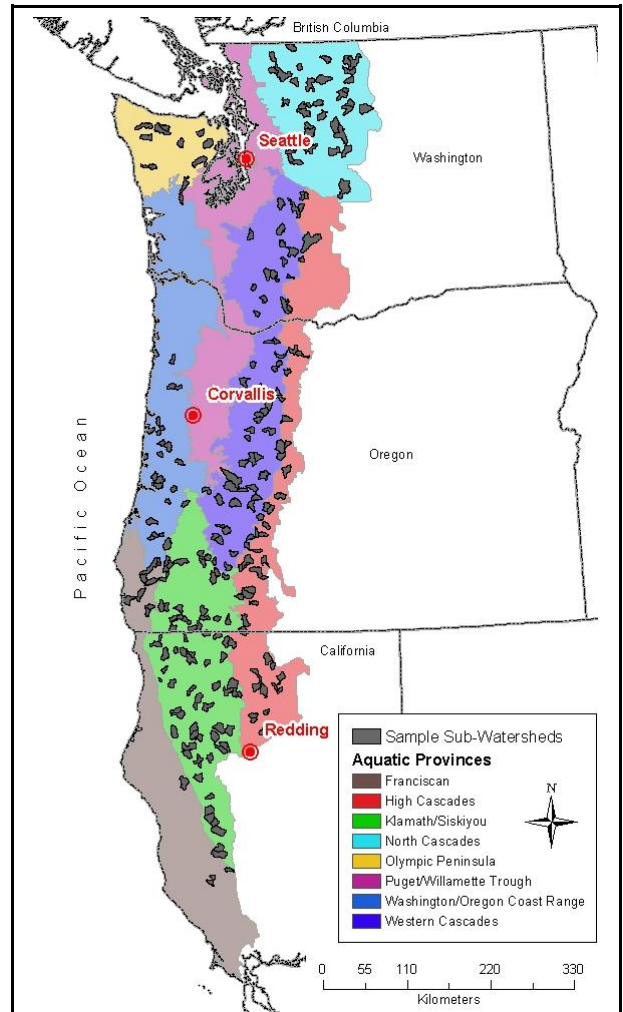 British Columbia
Seattle
Washington
Corvallis
Oregon
Pacific Ocean
California
Redding
Sample Sub-Watersheds
Aquatic Provinces
Franciscan
High Cascades
Klamath/Siskiyou
North Cascades
Olympic Peninsula
Puget/Willamette Trough
Washington/Oregon Coast Range
Western Cascades
N
0 55 110 220 330
Kilometers